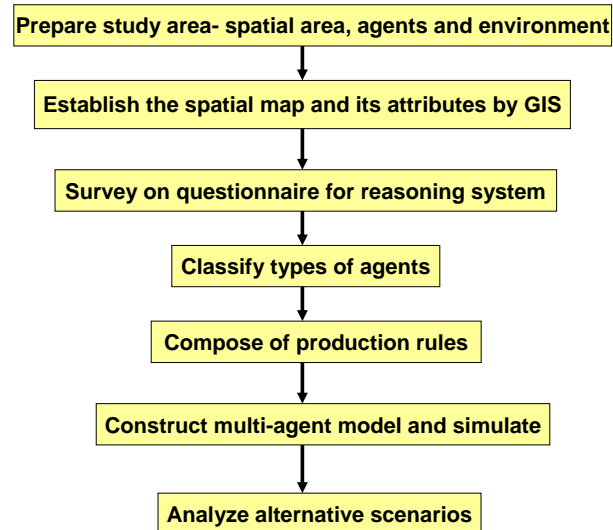 Prepare study area- spatial area, agents and environment
Establish the spatial map and its attributes by GIS
Survey on questionnaire for reasoning system
Classify types of agents
Compose of production rules
Construct multi-agent model and simulate
Analyze alternative scenarios